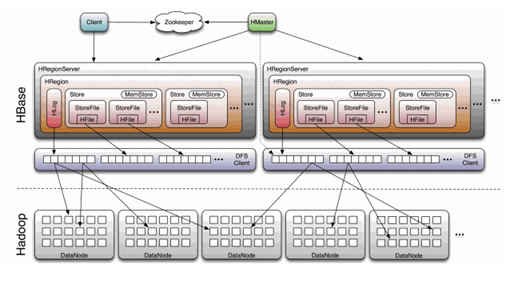 Client
Zookeeper
HMaster
HBase
HRegionServer
HRegion
HLog
Store
MemStore
StoreFile
HFile
StoreFile
HFile
...
Store
MemStore
StoreFile
HFile
...
...
...
DFS
Client
HRegionServer
HRegion
HLog
Store
MemStore
StoreFile
HFile
StoreFile
HFile
...
Store
MemStore
StoreFile
HFile
...
...
...
DFS
Client
...
Hadoop
DataNode
DataNode
DataNode
DataNode
DataNode
...